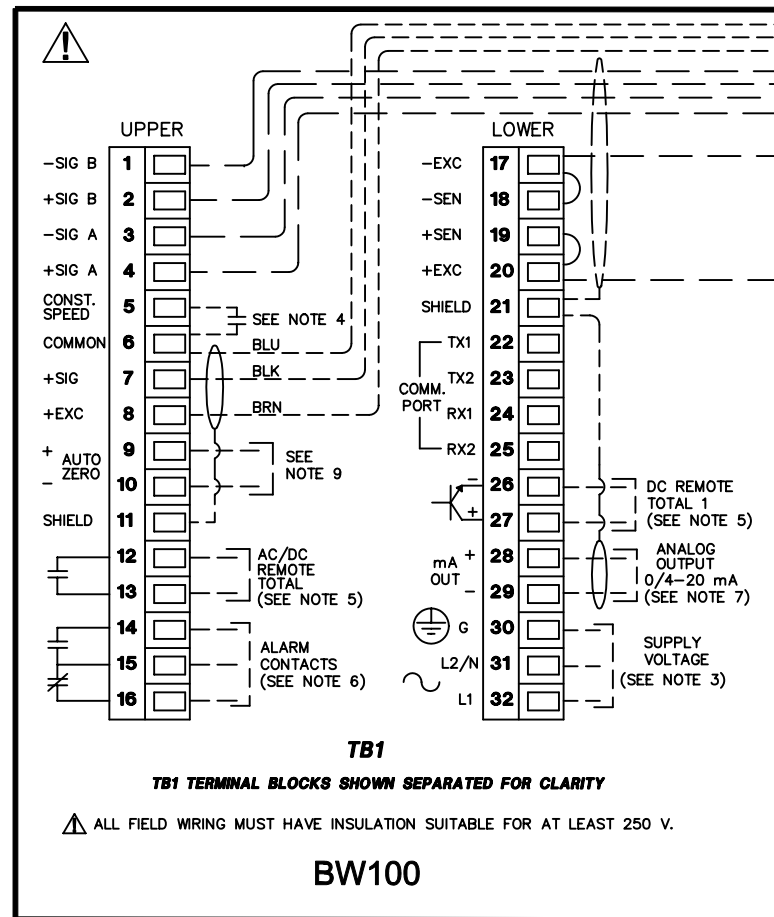 UPPER
-SIG B 1
+SIG B 2
-SIG A 3
+SIG A 4
CONST. SPEED 5
SEE NOTE 4
COMMON 6
BLU
+SIG 7
BLK
+EXC 8
BRN
+ 9
AUTO ZERO
- 10
SEE NOTE 9
SHIELD 11
12
13
AC/DC
REMOTE
TOTAL
(SEE NOTE 5)
14
15
16
ALARM
CONTACTS
(SEE NOTE 6)
LOWER
-EXC 17
-SEN 18
+SEN 19
+EXC 20
SHIELD 21
COMM. PORT
TX1 22
TX2 23
RX1 24
RX2 25
- 26
+ 27
DC REMOTE
TOTAL 1
(SEE NOTE 5)
mA OUT
+ 28
- 29
ANALOG
OUTPUT
0/4-20 mA
(SEE NOTE 7)
G 30
L2/N 31
L1 32
SUPPLY
VOLTAGE
(SEE NOTE 3)
TB1
TB1 TERMINAL BLOCKS SHOWN SEPARATED FOR CLARITY
ALL FIELD WIRING MUST HAVE INSULATION SUITABLE FOR AT LEAST 250 V.
BW100